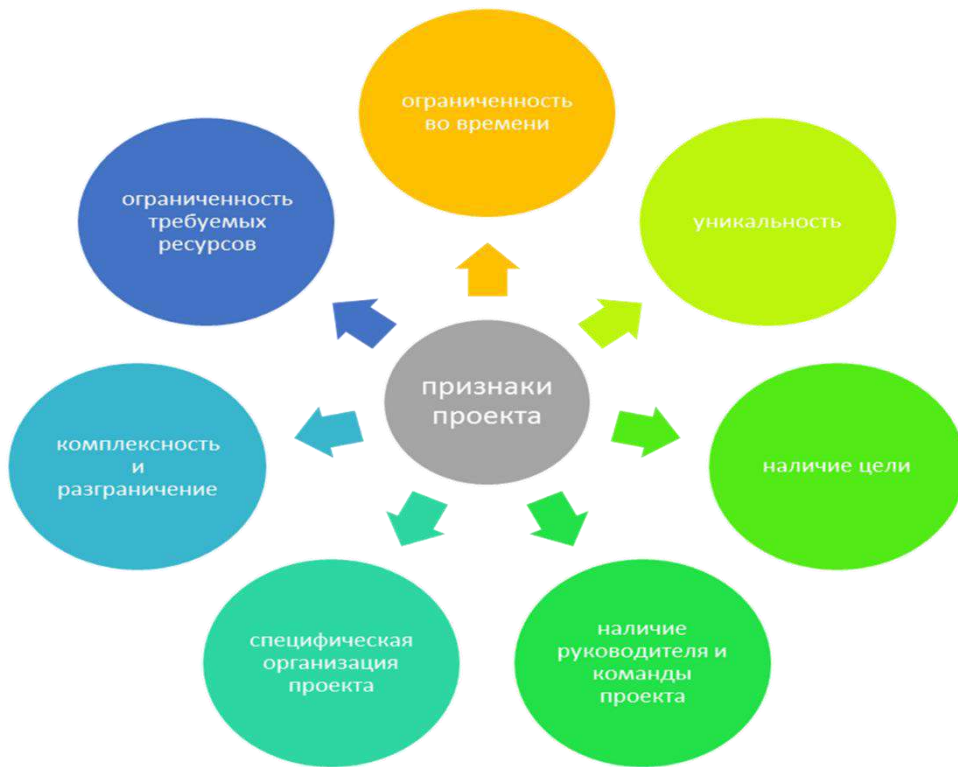 ограниченность
во времени
уникальность
наличие цели
наличие
руководителя и
команды
проекта
специфическая
организация
проекта
комплексность
и
разграничение
ограниченность
требуемых
ресурсов
признаки
проекта